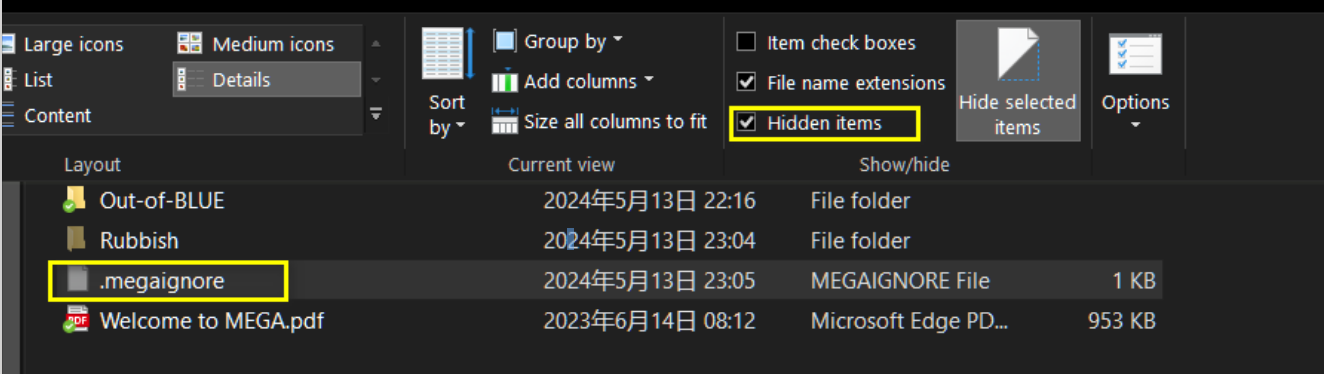 Large icons
Medium icons
List
Details
Content
Layout
Sort by
Group by
Add columns
Size all columns to fit
Current view
Item check boxes
File name extensions
Hidden items
Hide selected
items
Show/hide
Options
Out-of-BLUE 2024年5月13日 22:16 File folder
Rubbish 2024年5月13日 23:04 File folder
.megaignore 2024年5月13日 23:05 MEGAIGNORE File 1 KB
PDF Welcome to MEGA.pdf 2023年6月14日 08:12 Microsoft Edge PD... 953 KB